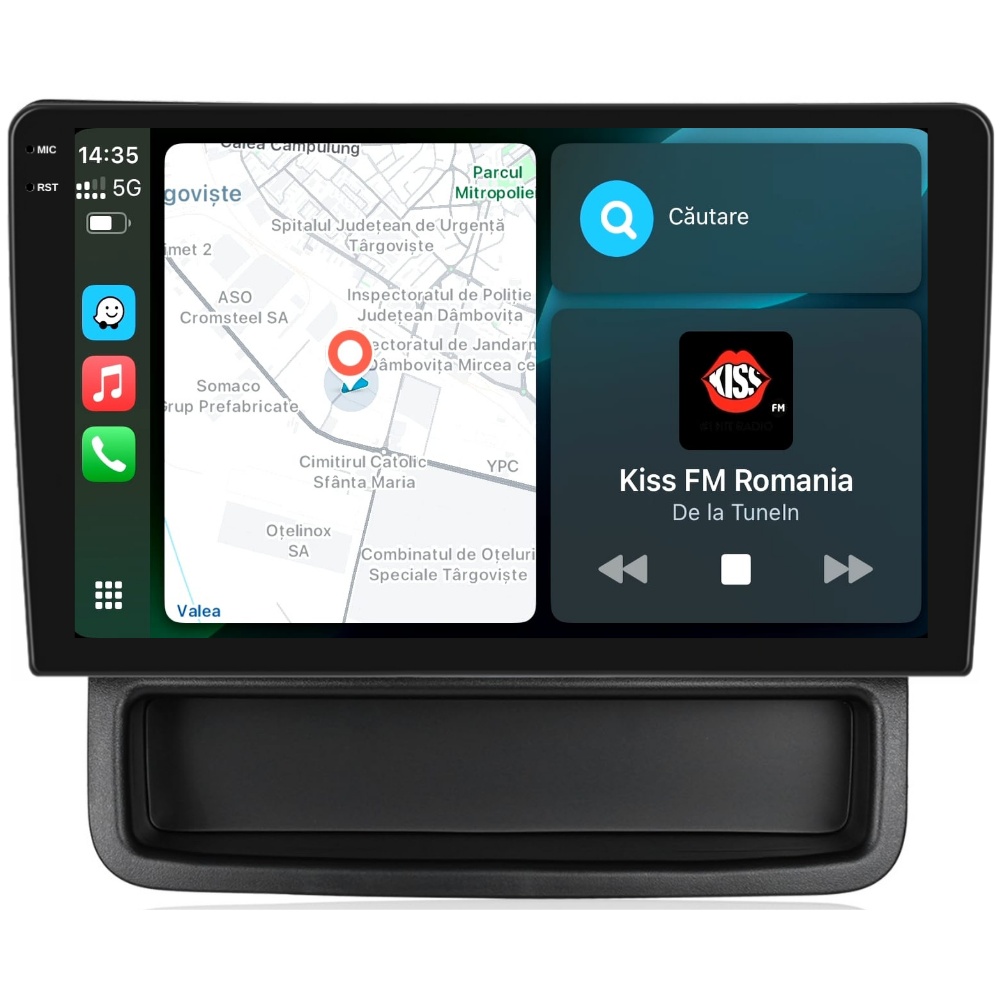 MIC
RST
14:35
5G
Calea Câmpulung
goviște
Parcul
Mitropoliei
Spitalul Județean de Urgență
Târgoviște
imet 2
ASO
Cromsteel SA
Inspectoratul de Poliție
Județean Dâmbovița
ectoratul de Jandarm
Dâmbovița Mircea ce
Somaco
Grup Prefabricate
Cimitirul Catolic
Sfânta Maria
YPC
Oțelinox
SA
Combinatul de Oțeluri
Speciale Târgoviște
Valea
Căutare
KISS
FM
Kiss FM Romania
De la TuneIn